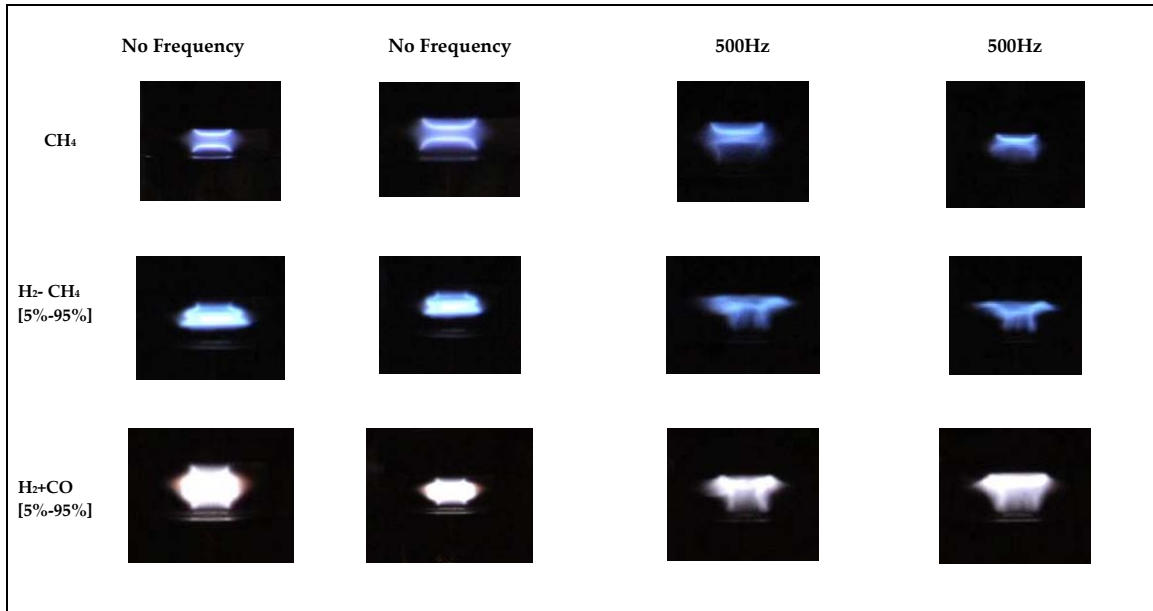 No Frequency No Frequency 500Hz 500Hz
CH₄
H₂- CH₄
[5%-95%]
H₂+CO
[5%-95%]